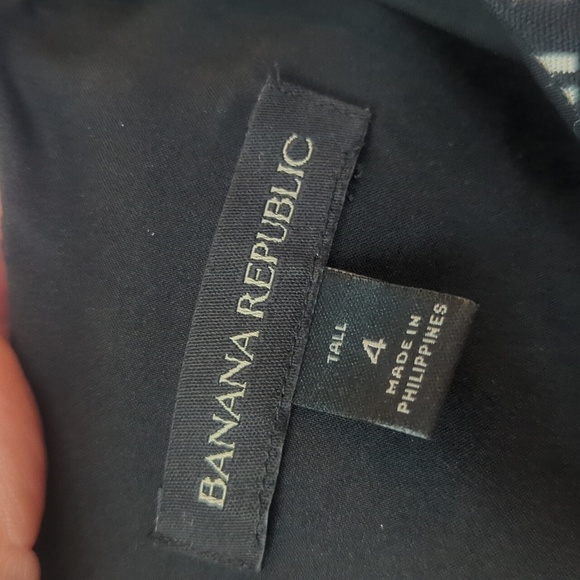 BANANA REPUBLIC
TALL
4
MADE IN
PHILIPPINES